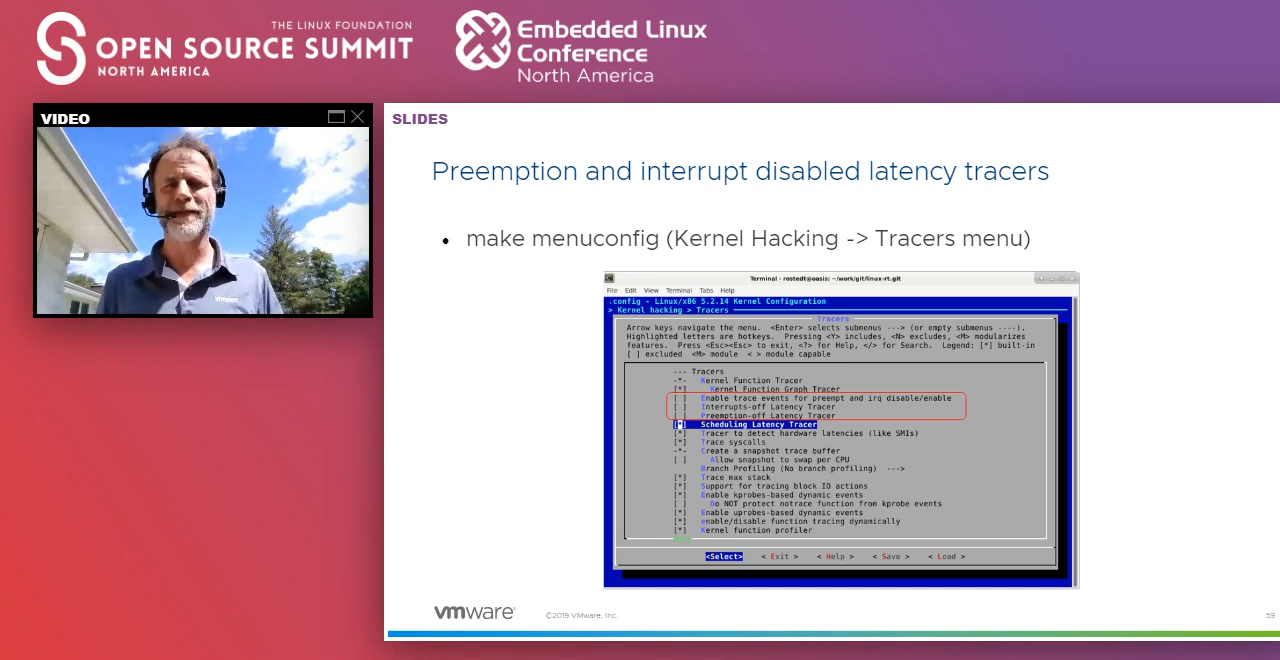 THE LINUX FOUNDATION
OPEN SOURCE SUMMIT
NORTH AMERICA
Embedded Linux
Conference
North America
VIDEO
vmware
SLIDES
Preemption and interrupt disabled latency tracers
• make menuconfig (Kernel Hacking -> Tracers menu)
Terminal - rostedt@oasis: ~/work/git/linux-rt.git
File Edit View Terminal Tabs Help
.config - Linux/x86 5.2.14 Kernel Configuration
> Kernel hacking > Tracers
Tracers
Arrow keys navigate the menu. <Enter> selects submenus ---> (or empty submenus ----).
Highlighted letters are hotkeys. Pressing <Y> includes, <N> excludes, <M> modularizes
features. Press <Esc><Esc> to exit, <?> for Help, </> for Search. Legend: [*] built-in
[ ] excluded <M> module < > module capable
--- Tracers
-*- Kernel Function Tracer
[*] Kernel Function Graph Tracer
[ ] Enable trace events for preempt and irq disable/enable
[ ] Interrupts-off Latency Tracer
[ ] Preemption-off Latency Tracer
[*] Scheduling Latency Tracer
[*] Tracer to detect hardware latencies (like SMIs)
[*] Trace syscalls
-*- Create a snapshot trace buffer
[ ] Allow snapshot to swap per CPU
Branch Profiling (No branch profiling) --->
[*] Trace max stack
[*] Support for tracing block IO actions
[*] Enable kprobes-based dynamic events
[ ] Do NOT protect notrace function from kprobe events
[*] Enable uprobes-based dynamic events
[*] enable/disable function tracing dynamically
[*] Kernel function profiler
<Select> < Exit > < Help > < Save > < Load >
vmware
©2019 VMware, Inc.
59